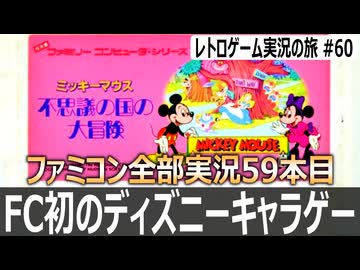 レトロゲーム実況の旅 #60
ファミリー コンピュータ・シリーズ
ミッキーマウス
不思議の国の
大冒険
MICKEY MOUSE
ファミコン全部実況59本目
FC初のディズニーキャラゲー